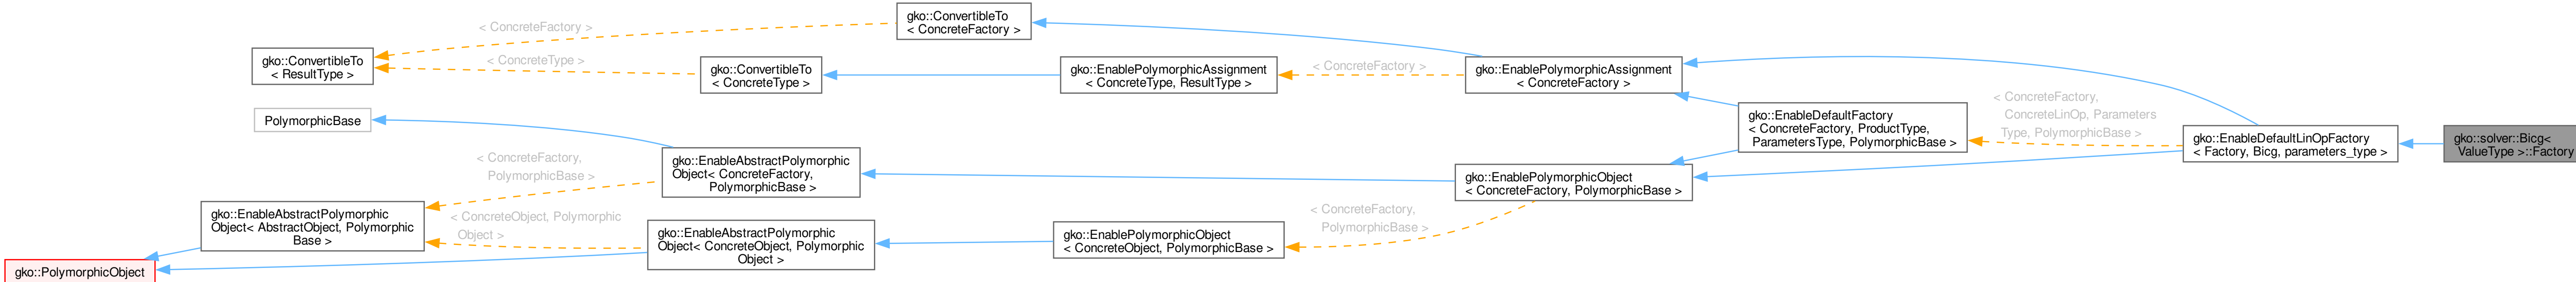 gko::ConvertibleTo
< ConcreteFactory >
< ConcreteFactory >
gko::ConvertibleTo
< ResultType >
< ConcreteType >
gko::ConvertibleTo
< ConcreteType >
gko::EnablePolymorphicAssignment
< ConcreteType, ResultType >
< ConcreteFactory >
gko::EnablePolymorphicAssignment
< ConcreteFactory >
PolymorphicBase
gko::EnableDefaultFactory
< ConcreteFactory, ProductType,
ParametersType, PolymorphicBase >
< ConcreteFactory,
ConcreteLinOp, Parameters
Type, PolymorphicBase >
gko::EnableDefaultLinOpFactory
< Factory, Bicg, parameters_type >
gko::solver::Bicg<
ValueType >::Factory
< ConcreteFactory,
PolymorphicBase >
gko::EnableAbstractPolymorphic
Object< ConcreteFactory,
PolymorphicBase >
gko::EnablePolymorphicObject
< ConcreteFactory, PolymorphicBase >
gko::EnableAbstractPolymorphic
Object< AbstractObject, Polymorphic
Base >
< ConcreteObject, Polymorphic
Object >
gko::EnableAbstractPolymorphic
Object< ConcreteObject, Polymorphic
Object >
gko::EnablePolymorphicObject
< ConcreteObject, PolymorphicBase >
< ConcreteFactory,
PolymorphicBase >
gko::PolymorphicObject